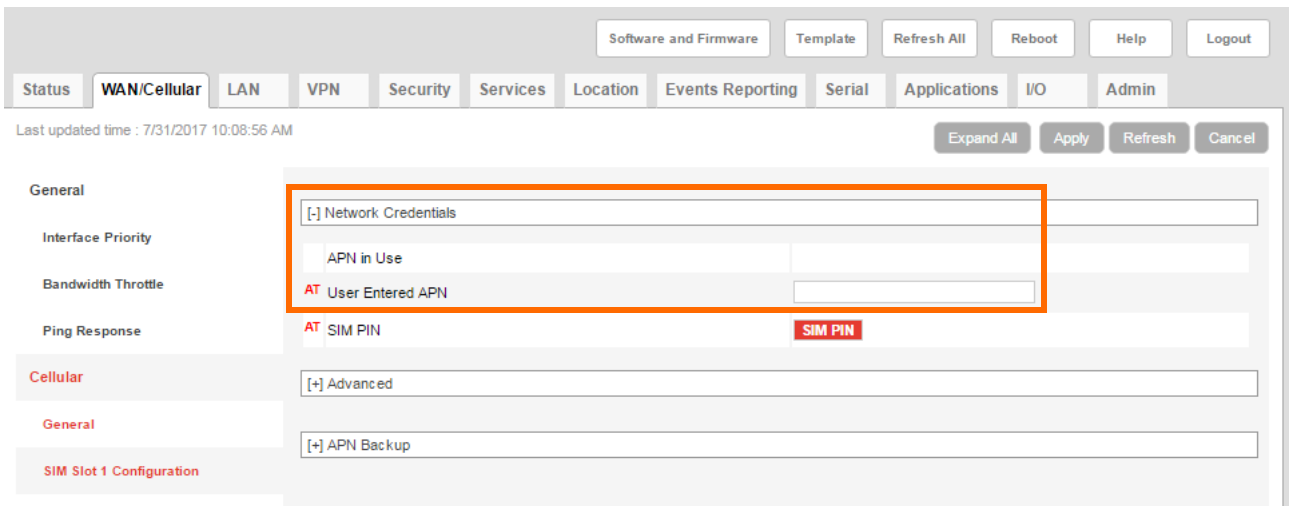 Software and Firmware Template Refresh All Reboot Help Logout
Status WAN/Cellular LAN VPN Security Services Location Events Reporting Serial Applications I/O Admin
Last updated time : 7/31/2017 10:08:56 AM
Expand All Apply Refresh Cancel
General
Interface Priority
Bandwidth Throttle
Ping Response
Cellular
General
SIM Slot 1 Configuration
[-] Network Credentials
APN in Use
AT User Entered APN
AT SIM PIN SIM PIN
[+] Advanced
[+] APN Backup